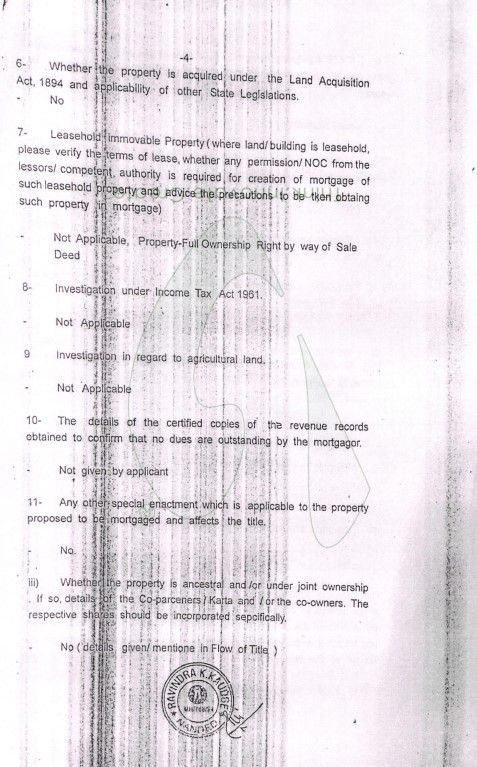 -4-
6- Whether the property is acquired under the Land Acquisition
Act, 1894 and applicability of other State Legislations.
- No
7- Leasehold immovable Property ( where land/ building is leasehold,
please verify the terms of lease, whether any permission/ NOC from the
lessors/ competent, authority is required for creation of mortgage of
such leasehold property and advice the precautions to be tken obtaing
such property in mortgage)
- Not Applicable, Property-Full Ownership Right by way of Sale
Deed
8- Investigation under Income Tax Act 1961.
- Not Applicable
9 Investigation in regard to agricultural land.
- Not Applicable
10- The details of the certified copies of the revenue records
obtained to confirm that no dues are outstanding by the mortgagor.
- Not given by applicant
11- Any other special enactment which is applicable to the property
proposed to be mortgaged and affects the title.
- No.
iii) Whether the property is ancestral and /or under joint ownership
. If so, details of the Co-parceners / Karta and / or the co-owners. The
respective shares should be incorporated sepcifically.
- No ( details given/ mentione in Flow of Title )
RAVINDRA K.KAUDGE
NANDED